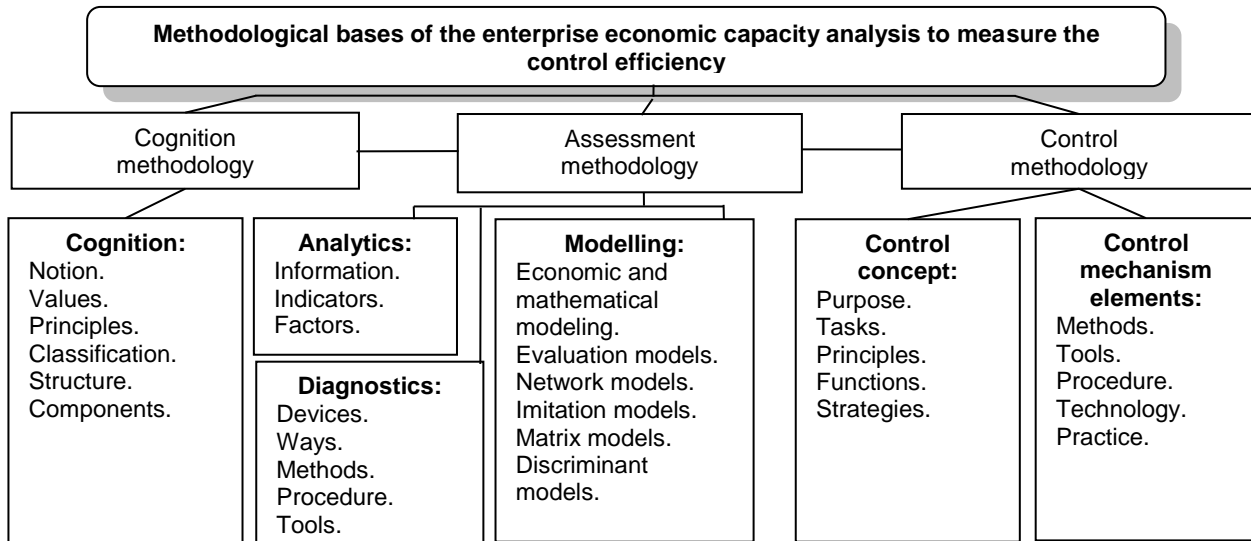 Methodological bases of the enterprise economic capacity analysis to measure the
control efficiency
Cognition
methodology
Assessment
methodology
Control
methodology
Cognition:
Notion.
Values.
Principles.
Classification.
Structure.
Components.
Analytics:
Information.
Indicators.
Factors.
Diagnostics:
Devices.
Ways.
Methods.
Procedure.
Tools.
Modelling:
Economic and
mathematical
modeling.
Evaluation models.
Network models.
Imitation models.
Matrix models.
Discriminant
models.
Control
concept:
Purpose.
Tasks.
Principles.
Functions.
Strategies.
Control
mechanism
elements:
Methods.
Tools.
Procedure.
Technology.
Practice.